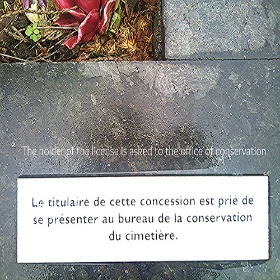 The holder of the license is asked to the office of conservation
Le titulaire de cette concession est prié de
se présenter au bureau de la conservation
du cimetière.